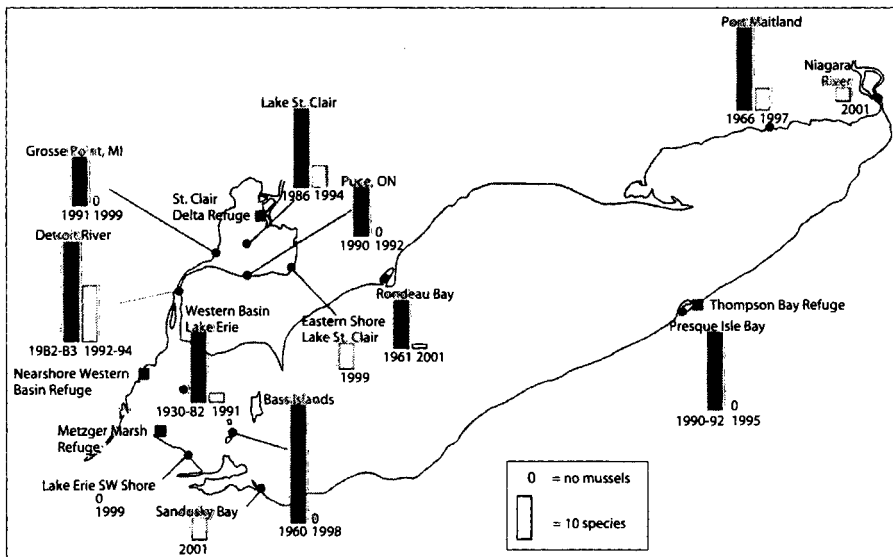 Port Maitland
1966 1997
Niagara
River
2001
Lake St. Clair
1986 1994
Grosse Point, MI
0
1991 1999
St. Clair
Delta Refuge
Puce, ON
0
1990 1992
Detroit River
1982-83 1992-94
Western Basin
Lake Erie
1930-82 1991
Eastern Shore
Lake St. Clair
1999
Rondeau Bay
1961 2001
Thompson Bay Refuge
Presque Isle Bay
0
1990-92 1995
Nearshore Western
Basin Refuge
Metzger Marsh
Refuge
Bass Islands
0
1960 1998
Lake Erie SW Shore
0
1999
Sandusky Bay
2001
0 = no mussels
= 10 species